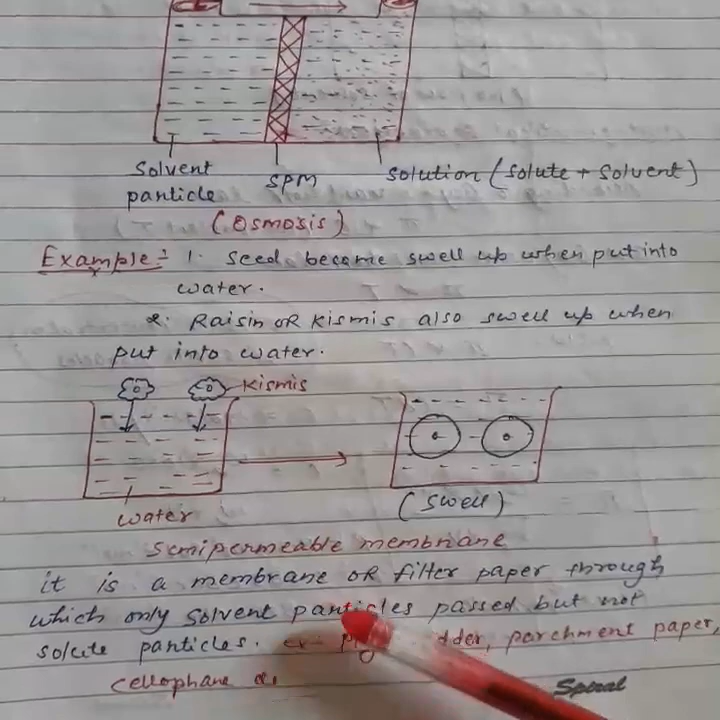 Solvent
particle
SPM
Solution (Solute + Solvent)
(Osmosis)
Example:- 1. Seeds became swell up when put into
water.
2. Raisin OR Kismis also swell up when
put into water.
Kismis
water
(Swell)
Semipermeable membrane
it is a membrane OR filter paper through
which only solvent particles passed but not
solute particles. ex- dder, parchment paper,
cellophane
Spiral